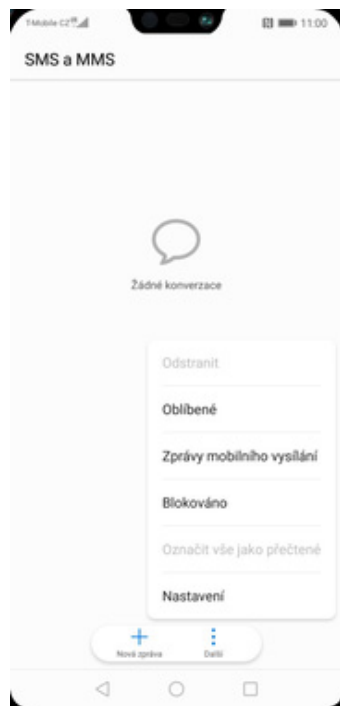 T-Mobile CZ
11:00
SMS a MMS
Žádné konverzace
Odstranit
Oblíbené
Zprávy mobilního vysílání
Blokováno
Označit vše jako přečtené
Nastavení
Nová zpráva
Další